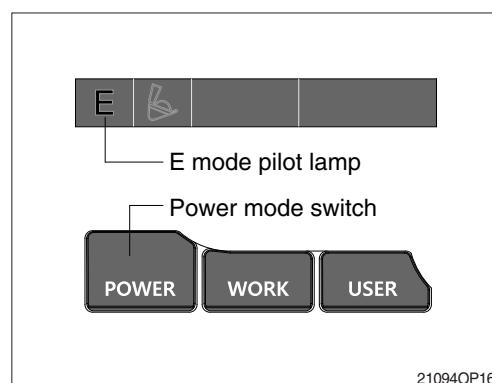 E
E mode pilot lamp
Power mode switch
POWER WORK USER
21094OP16